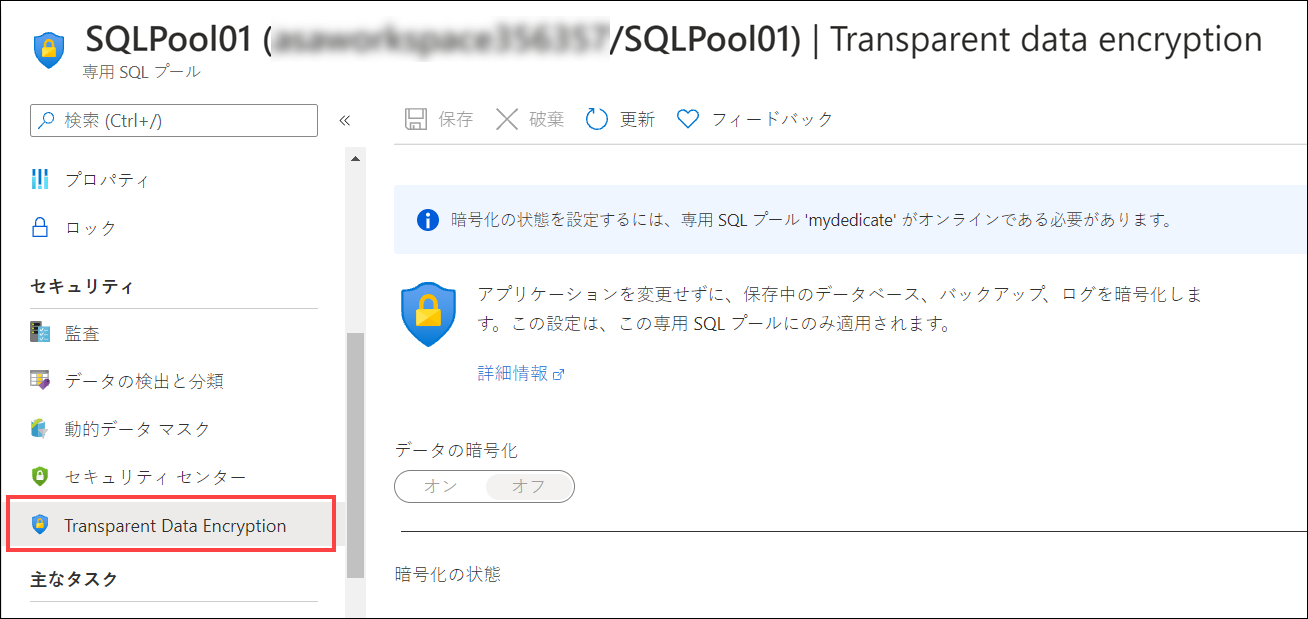 SQLPool01 (/SQLPool01) | Transparent data encryption
専用 SQL プール
検索 (Ctrl+/)
«
保存
破棄
更新
フィードバック
プロパティ
ロック
セキュリティ
監査
データの検出と分類
動的データ マスク
セキュリティ センター
Transparent Data Encryption
主なタスク
暗号化の状態を設定するには、専用 SQL プール 'mydedicate' がオンラインである必要があります。
アプリケーションを変更せずに、保存中のデータベース、バックアップ、ログを暗号化しま
す。この設定は、この専用 SQL プールにのみ適用されます。
詳細情報
データの暗号化
オン オフ
暗号化の状態